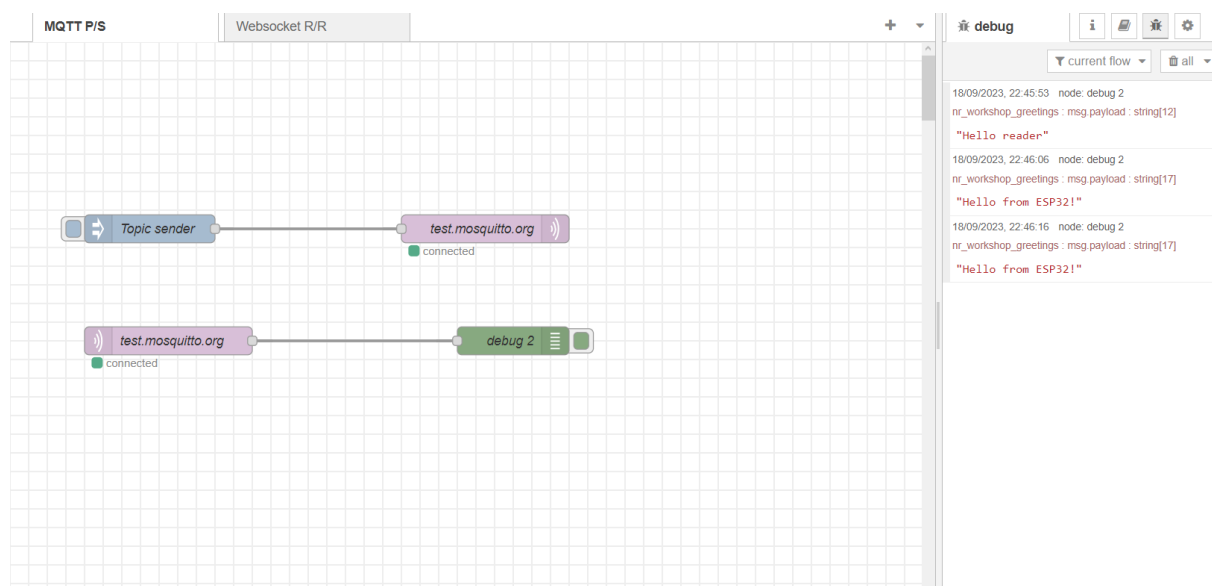 MQTT P/S
Websocket R/R
debug
i
current flow
all
18/09/2023, 22:45:53 node: debug 2
nr_workshop_greetings : msg.payload : string[12]
"Hello reader"
18/09/2023, 22:46:06 node: debug 2
nr_workshop_greetings : msg.payload : string[17]
"Hello from ESP32!"
18/09/2023, 22:46:16 node: debug 2
nr_workshop_greetings : msg.payload : string[17]
"Hello from ESP32!"
Topic sender
test.mosquitto.org
connected
test.mosquitto.org
debug 2
connected